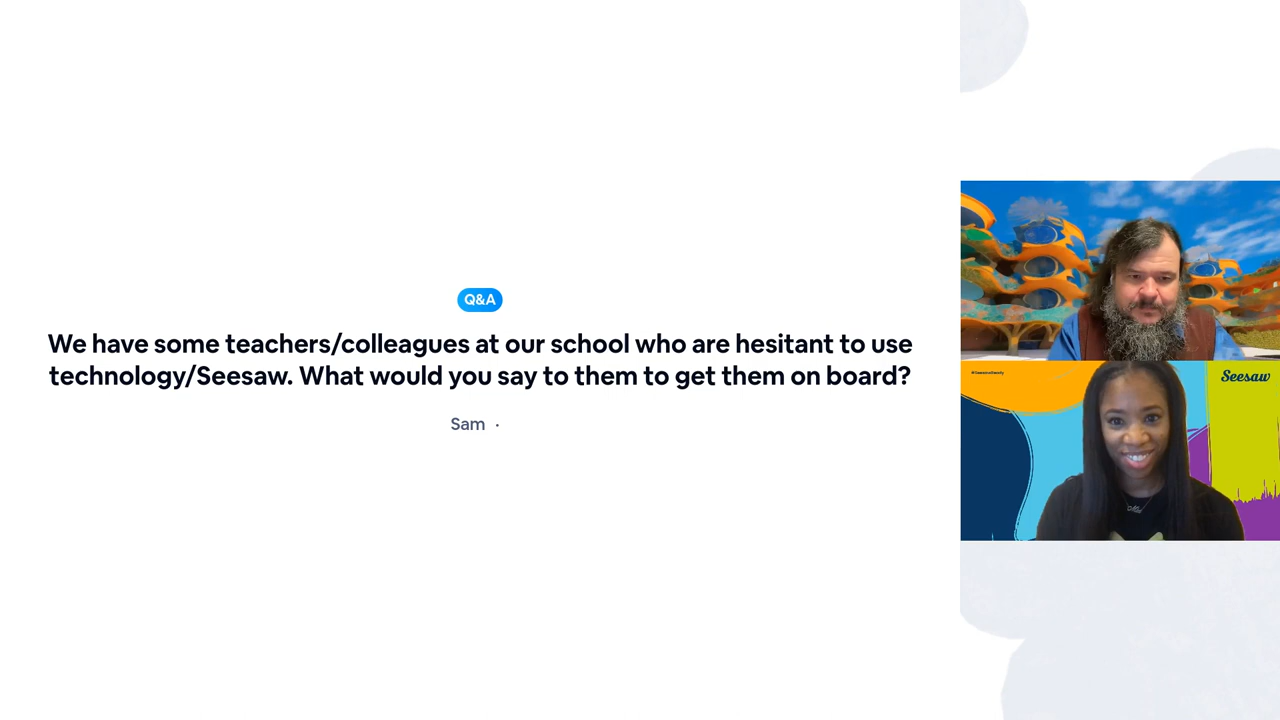 Q&A
We have some teachers/colleagues at our school who are hesitant to use
technology/Seesaw. What would you say to them to get them on board?
Sam ·
Seesaw